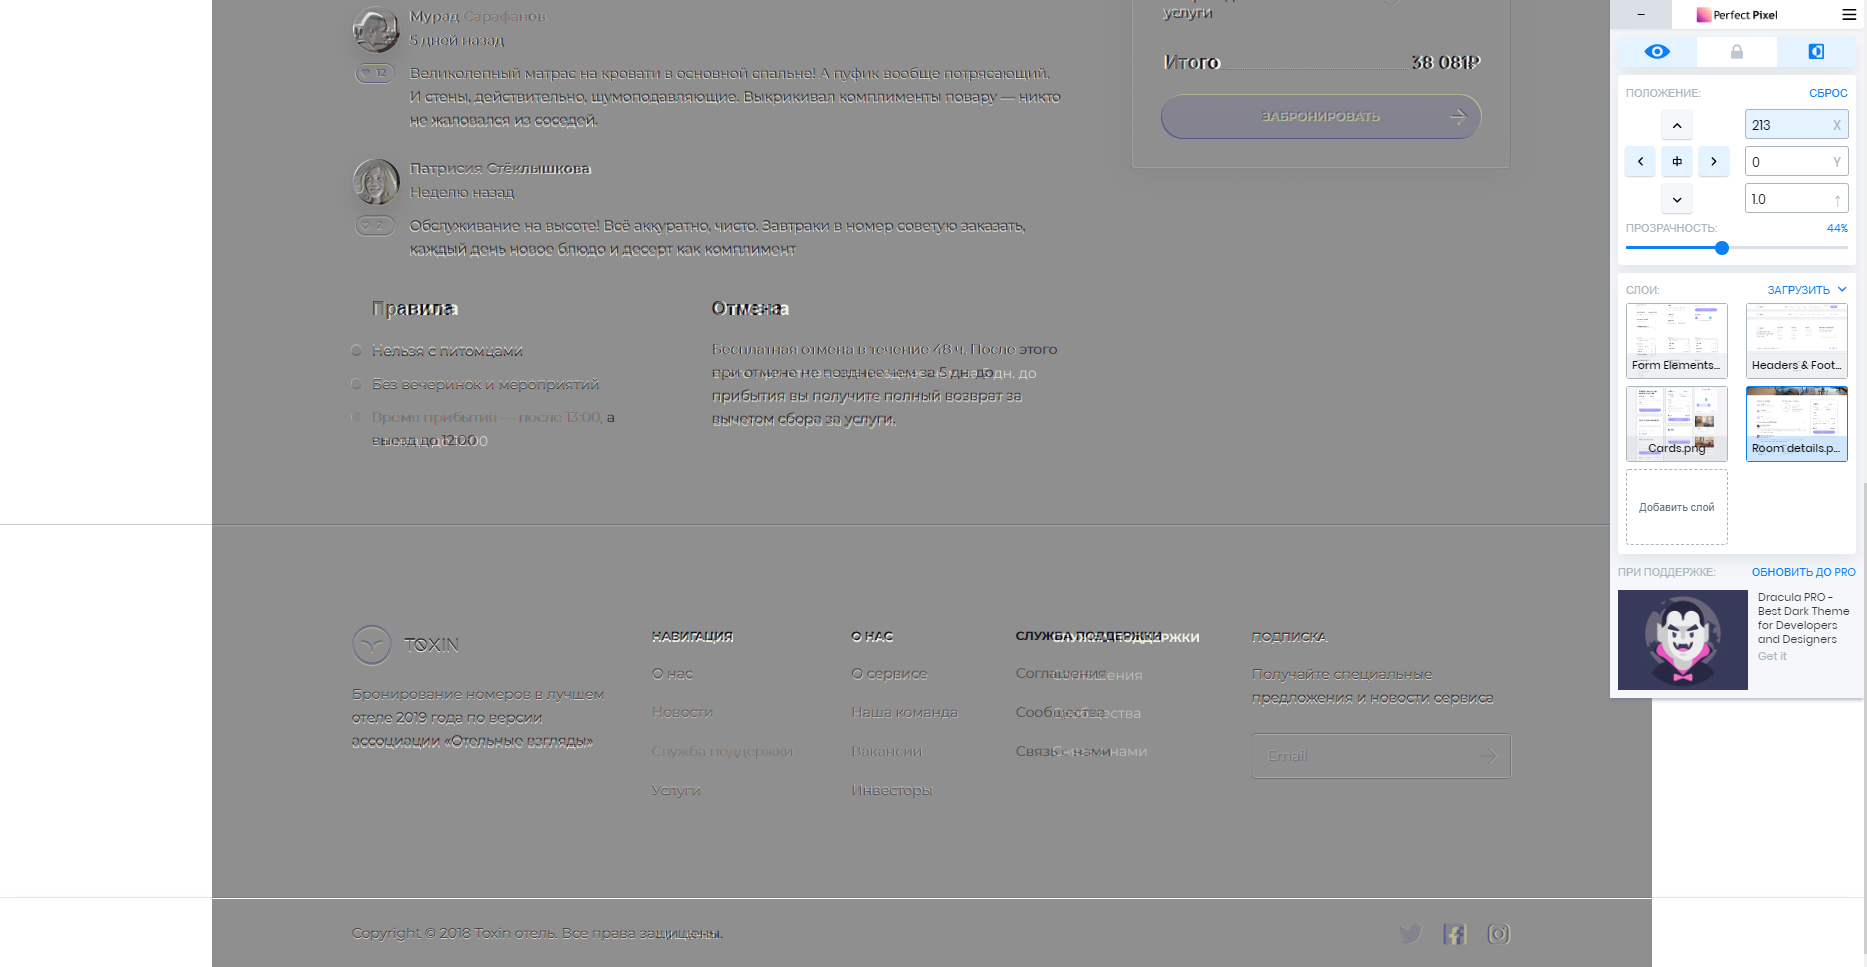 Мурад Сарафанов
5 дней назад
12
Великолепный матрас на кровати в основной спальне! А пуфик вообще потрясающий.
И стены, действительно, шумоподавляющие. Выкрикивал комплименты повару — никто
не жаловался из соседей.
Патрисия Стёклышкова
Неделю назад
2
Обслуживание на высоте! Всё аккуратно, чисто. Завтраки в номер советую заказать,
каждый день новое блюдо и десерт как комплимент
услуги
Итого 38 081₽
ЗАБРОНИРОВАТЬ
Правила
Нельзя с питомцами
Без вечеринок и мероприятий
Время прибытия — после 13:00, а
выезд до 12:00
Отмена
Бесплатная отмена в течение 48 ч. После этого
при отмене не позднее чем за 5 дн. до
прибытия вы получите полный возврат за
вычетом сбора за услуги.
TOXIN
Бронирование номеров в лучшем
отеле 2019 года по версии
ассоциации «Отельные взгляды»
НАВИГАЦИЯ
О нас
Новости
Служба поддержки
Услуги
О НАС
О сервисе
Наша команда
Вакансии
Инвесторы
СЛУЖБА ПОДДЕРЖКИ
Соглашения
Сообщества
Связь с нами
ПОДПИСКА
Получайте специальные
предложения и новости сервиса
Email
Copyright © 2018 Toxin отель. Все права защищены.
Perfect Pixel
ПОЛОЖЕНИЕ: СБРОС
213 X
0 Y
1.0
ПРОЗРАЧНОСТЬ: 44%
СЛОИ: ЗАГРУЗИТЬ
Form Elements...
Headers & Foot...
Cards.png
Room details.p...
Добавить слой
ПРИ ПОДДЕРЖКЕ: ОБНОВИТЬ ДО PRO
Dracula PRO -
Best Dark Theme
for Developers
and Designers
Get it